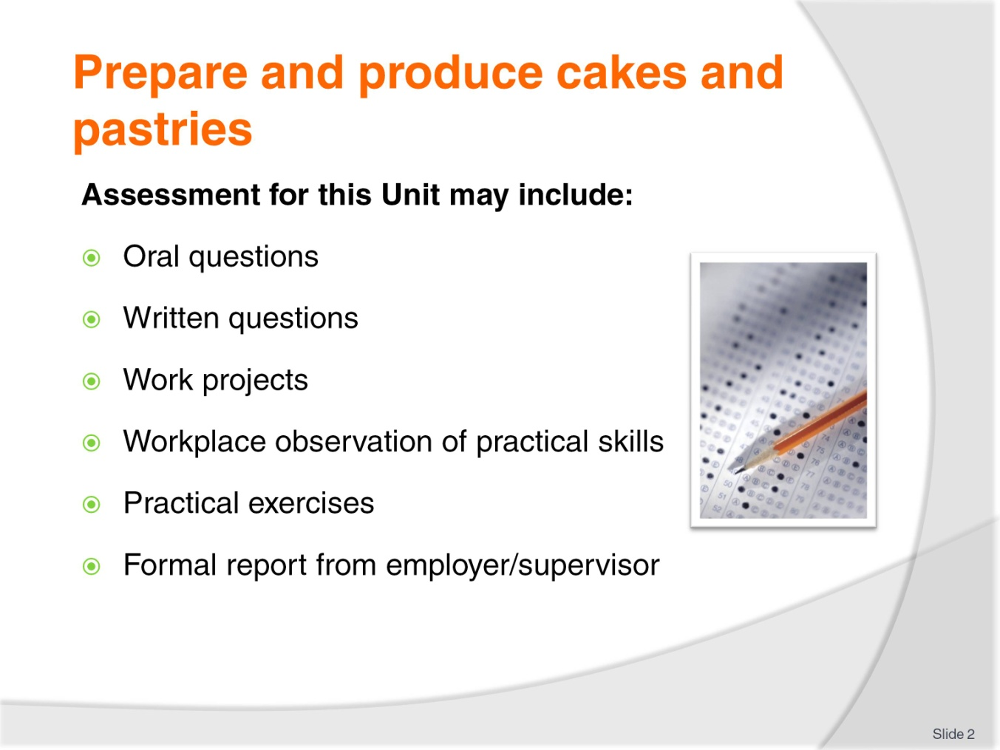 Prepare and produce cakes and
pastries
Assessment for this Unit may include:
Oral questions
Written questions
Work projects
Workplace observation of practical skills
Practical exercises
Formal report from employer/supervisor
Slide 2